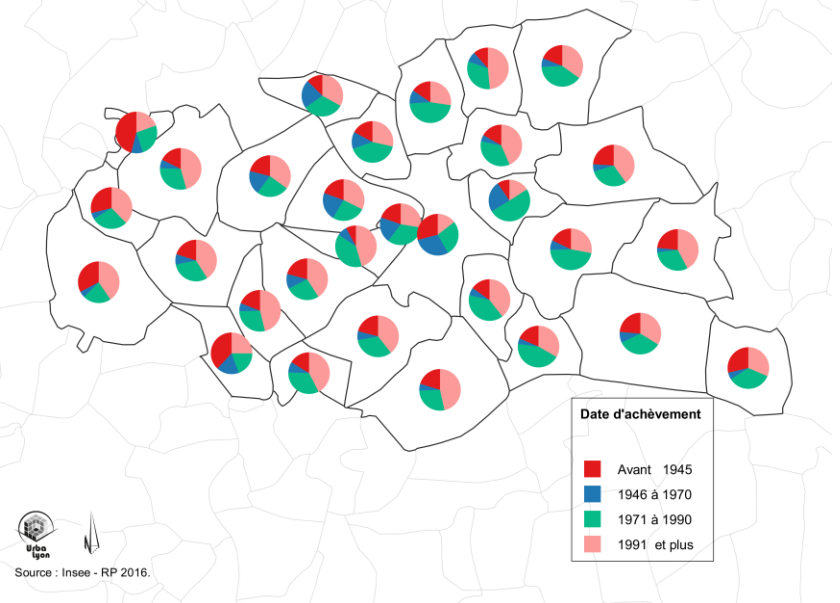 Date d'achèvement
Avant 1945
1946 à 1970
1971 à 1990
1991 et plus
Urba
Lyon
Source : Insee - RP 2016.